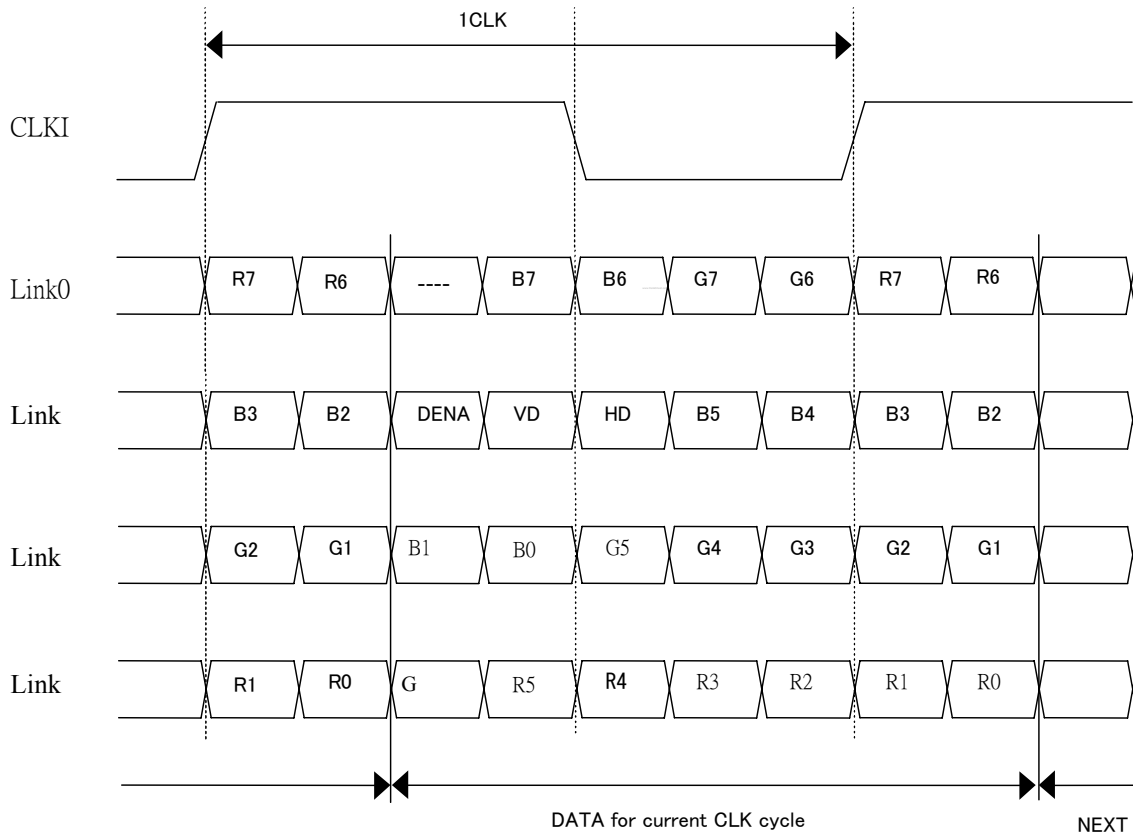 1CLK
CLKI
Link0 R7 R6 ---- B7 B6 G7 G6 R7 R6
Link B3 B2 DENA VD HD B5 B4 B3 B2
Link G2 G1 B1 B0 G5 G4 G3 G2 G1
Link R1 R0 G R5 R4 R3 R2 R1 R0
DATA for current CLK cycle
NEXT